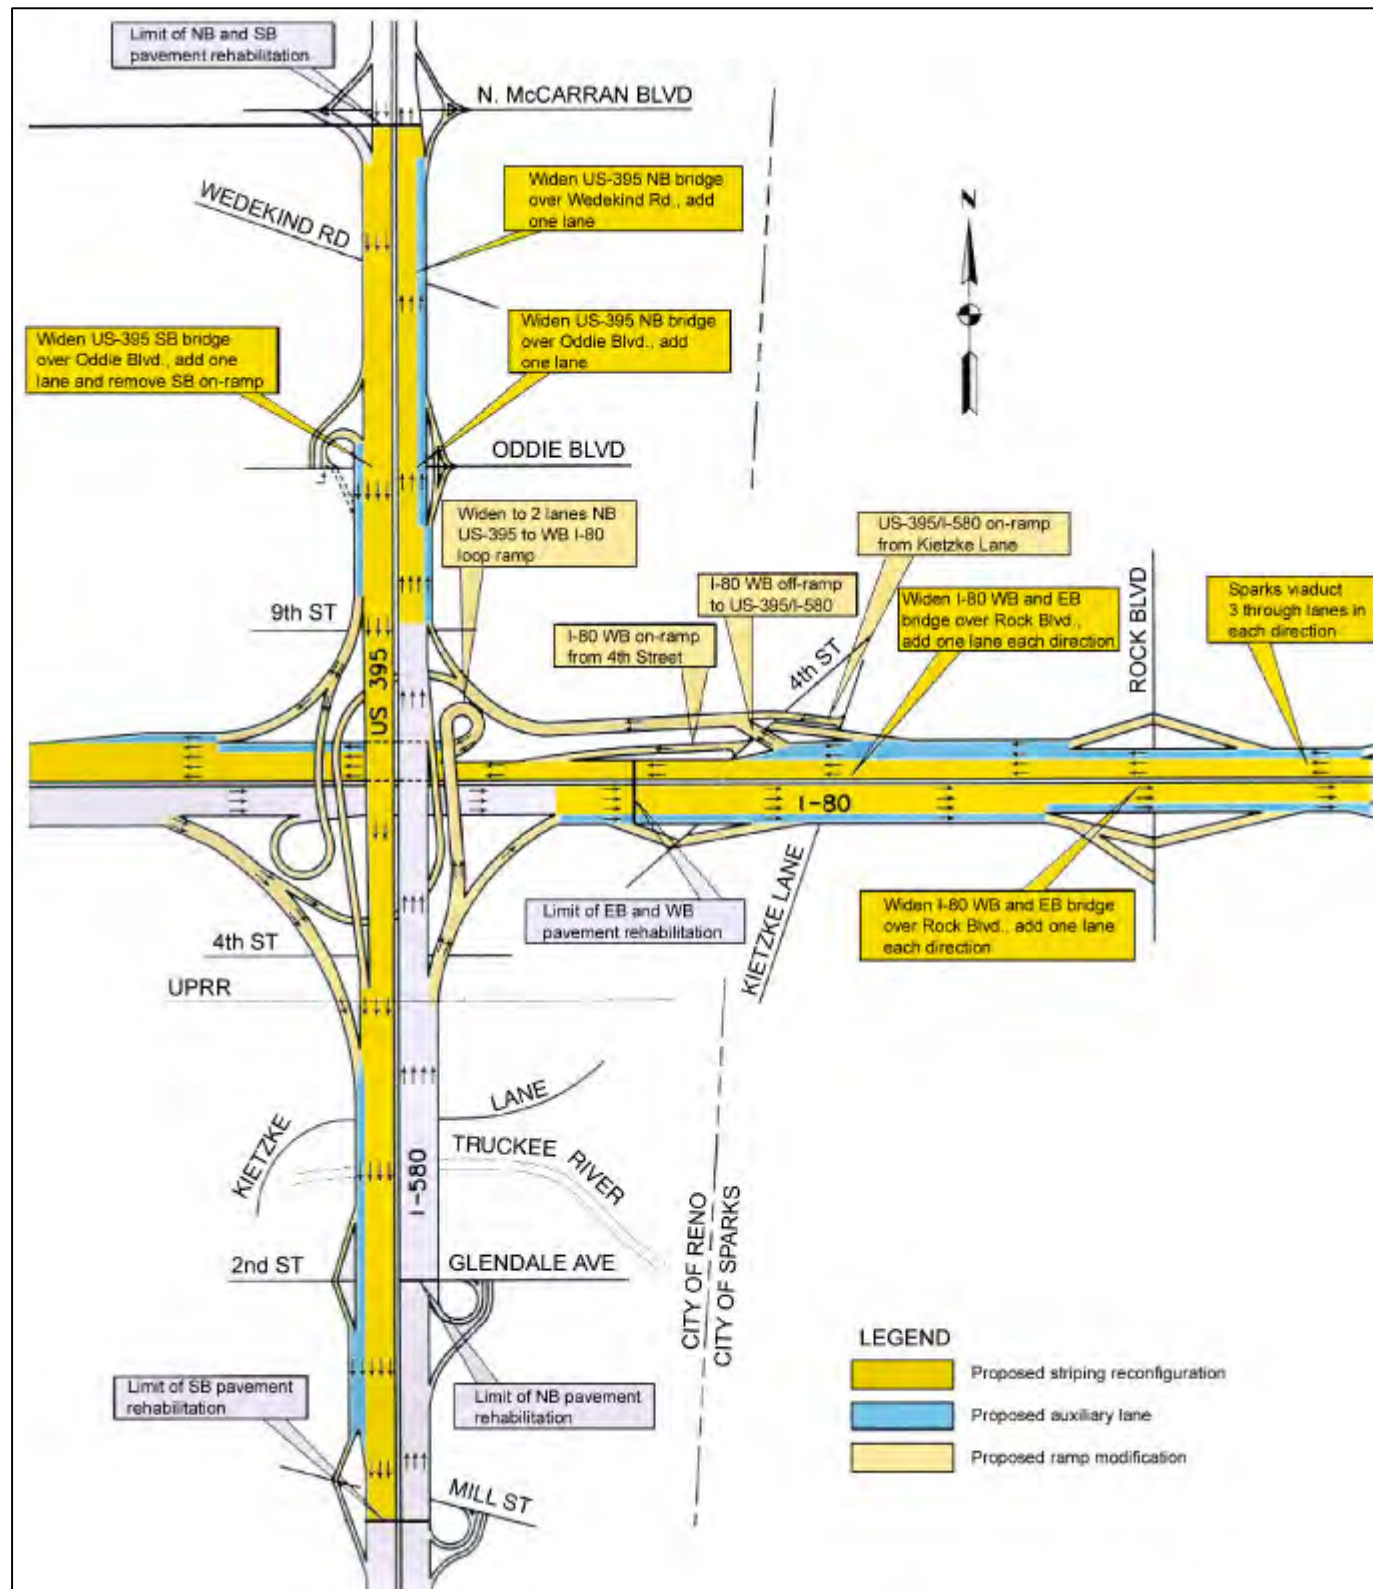 Limit of NB and SB
pavement rehabilitation
N. McCARRAN BLVD
WEDEKIND RD
Widen US-395 NB bridge
over Wedekind Rd., add
one lane
N
Widen US-395 SB bridge
over Oddie Blvd., add one
lane and remove SB on-ramp
Widen US-395 NB bridge
over Oddie Blvd., add
one lane
ODDIE BLVD
Widen to 2 lanes NB
US-395 to WB I-80
loop ramp
US-395/I-580 on-ramp
from Kietzke Lane
I-80 WB off-ramp
to US-395/I-580
9th ST
I-80 WB on-ramp
from 4th Street
4th ST
Widen I-80 WB and EB
bridge over Rock Blvd.,
add one lane each direction
ROCK BLVD
Sparks viaduct
3 through lanes in
each direction
US 395
I-80
KIETZKE LANE
Limit of EB and WB
pavement rehabilitation
Widen I-80 WB and EB bridge
over Rock Blvd., add one lane
each direction
4th ST
UPRR
KIETZKE
LANE
TRUCKEE
RIVER
I-580
2nd ST
GLENDALE AVE
CITY OF RENO
CITY OF SPARKS
Limit of SB pavement
rehabilitation
Limit of NB pavement
rehabilitation
MILL ST
LEGEND
Proposed striping reconfiguration
Proposed auxiliary lane
Proposed ramp modification